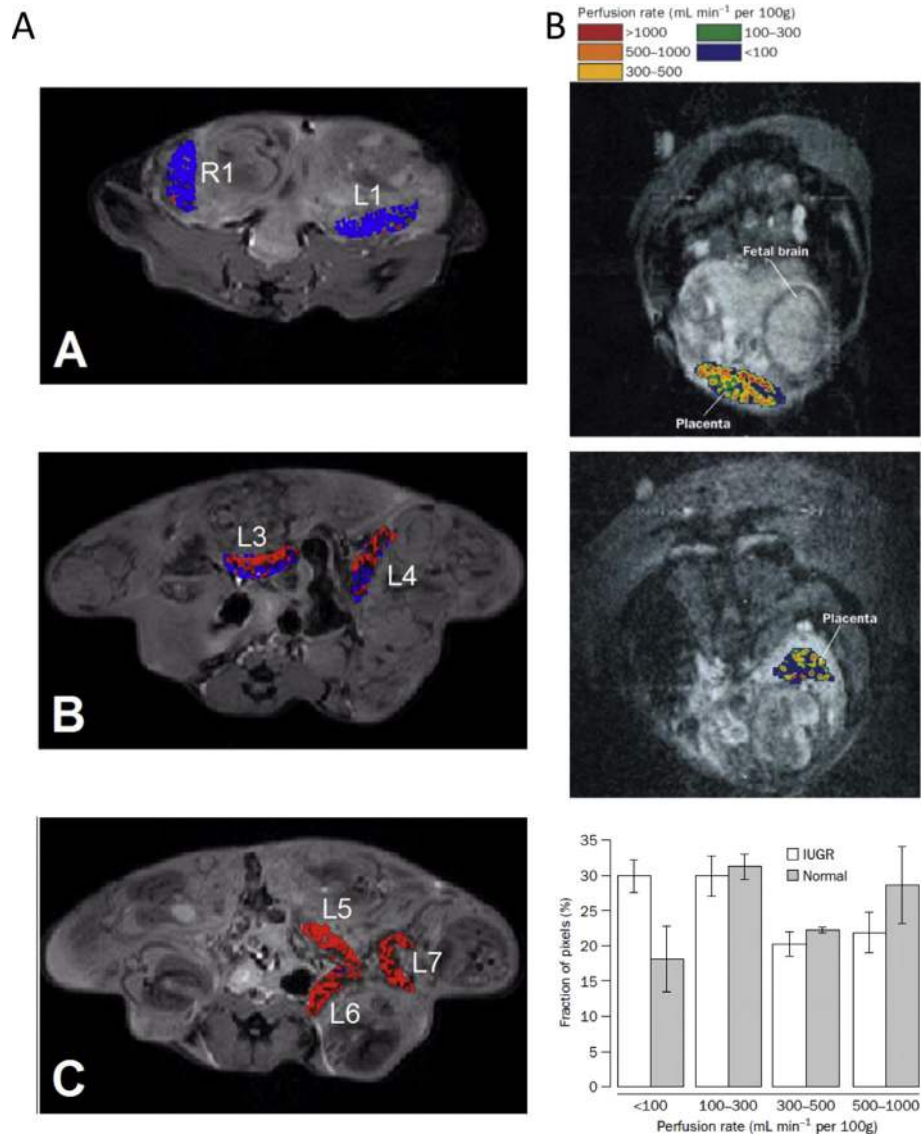 A
B
Perfusion rate (mL min⁻¹ per 100g)
>1000
100–300
500–1000
<100
300–500
R1
L1
A
Fetal brain
Placenta
L3
L4
B
Placenta
L5
L7
L6
C
35
30
25
20
15
10
5
0
Fraction of pixels (%)
IUGR
Normal
<100
100–300
300–500
500–1000
Perfusion rate (mL min⁻¹ per 100g)